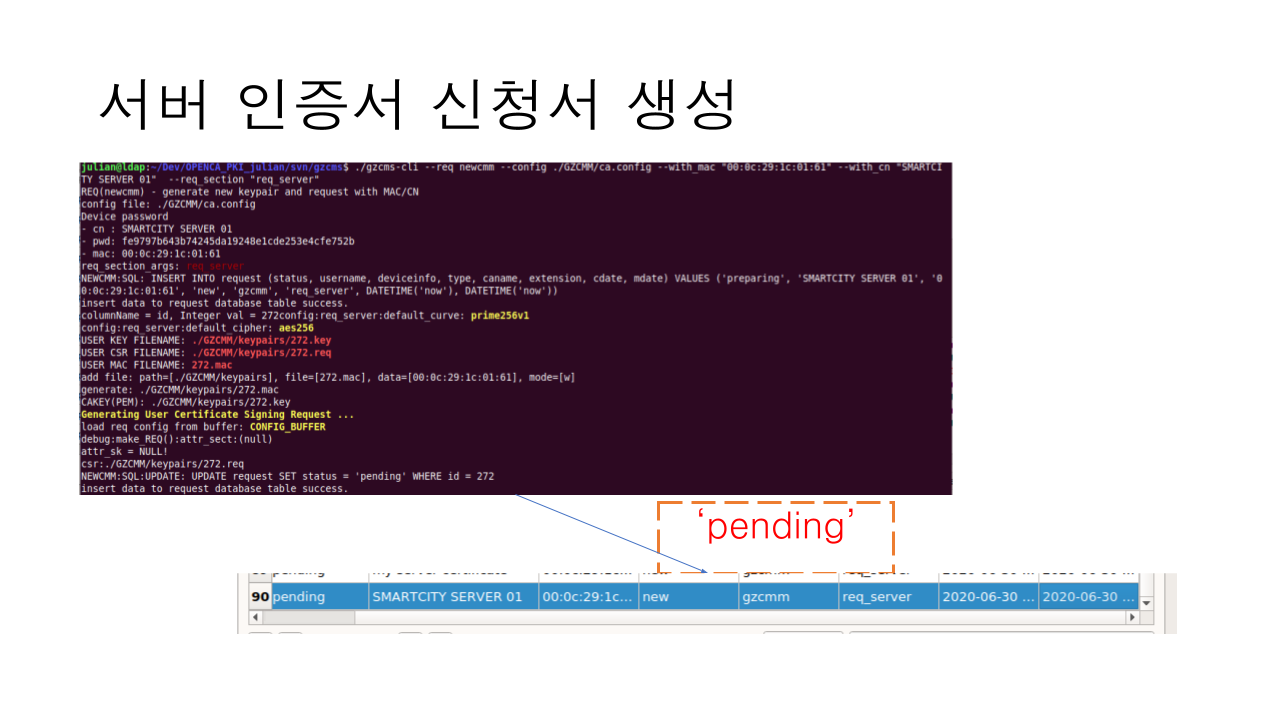 서버 인증서 신청서 생성
julian@ldap:~/Dev/OPENCA_PKI_julian/svn/gzcms$ ./gzcms-cli --req newcmm --config ./GZCMM/ca.config --with_mac "00:0c:29:1c:01:61" --with_cn "SMARTCI
TY SERVER 01"  --req_section "req_server"
REQ(newcmm) - generate new keypair and request with MAC/CN
config file: ./GZCMM/ca.config
Device password
- cn : SMARTCITY SERVER 01
- pwd: fe9797b643b74245da19248e1cde253e4cfe752b
- mac: 00:0c:29:1c:01:61
req_section_args: req_server
NEWCMM:SQL: INSERT INTO request (status, username, deviceinfo, type, caname, extension, cdate, mdate) VALUES ('preparing', 'SMARTCITY SERVER 01', '0
0:0c:29:1c:01:61', 'new', 'gzcmm', 'req_server', DATETIME('now'), DATETIME('now'))
insert data to request database table success.
columnName = id, Integer val = 272config:req_server:default_curve: prime256v1
config:req_server:default_cipher: aes256
USER KEY FILENAME: ./GZCMM/keypairs/272.key
USER CSR FILENAME: ./GZCMM/keypairs/272.req
USER MAC FILENAME: 272.mac
add file: path=[./GZCMM/keypairs], file=[272.mac], data=[00:0c:29:1c:01:61], mode=[w]
generate: ./GZCMM/keypairs/272.mac
CAKEY(PEM): ./GZCMM/keypairs/272.key
Generating User Certificate Signing Request ...
load req config from buffer: CONFIG_BUFFER
debug:make_REQ():attr_sect:(null)
attr_sk = NULL!
csr:./GZCMM/keypairs/272.req
NEWCMM:SQL:UPDATE: UPDATE request SET status = 'pending' WHERE id = 272
insert data to request database table success.
‘pending’
90 pending SMARTCITY SERVER 01 00:0c:29:1c... new gzcmm req_server 2020-06-30 ... 2020-06-30 ...